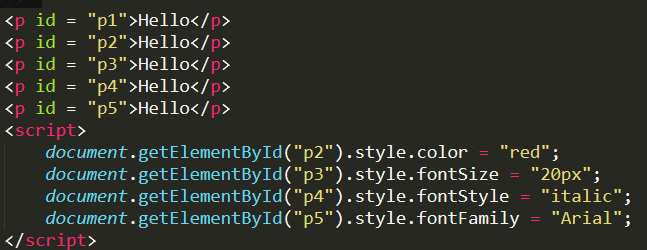 <p id = "p1">Hello</p>
<p id = "p2">Hello</p>
<p id = "p3">Hello</p>
<p id = "p4">Hello</p>
<p id = "p5">Hello</p>
<script>
    document.getElementById("p2").style.color = "red";
    document.getElementById("p3").style.fontSize = "20px";
    document.getElementById("p4").style.fontStyle = "italic";
    document.getElementById("p5").style.fontFamily = "Arial";
</script>